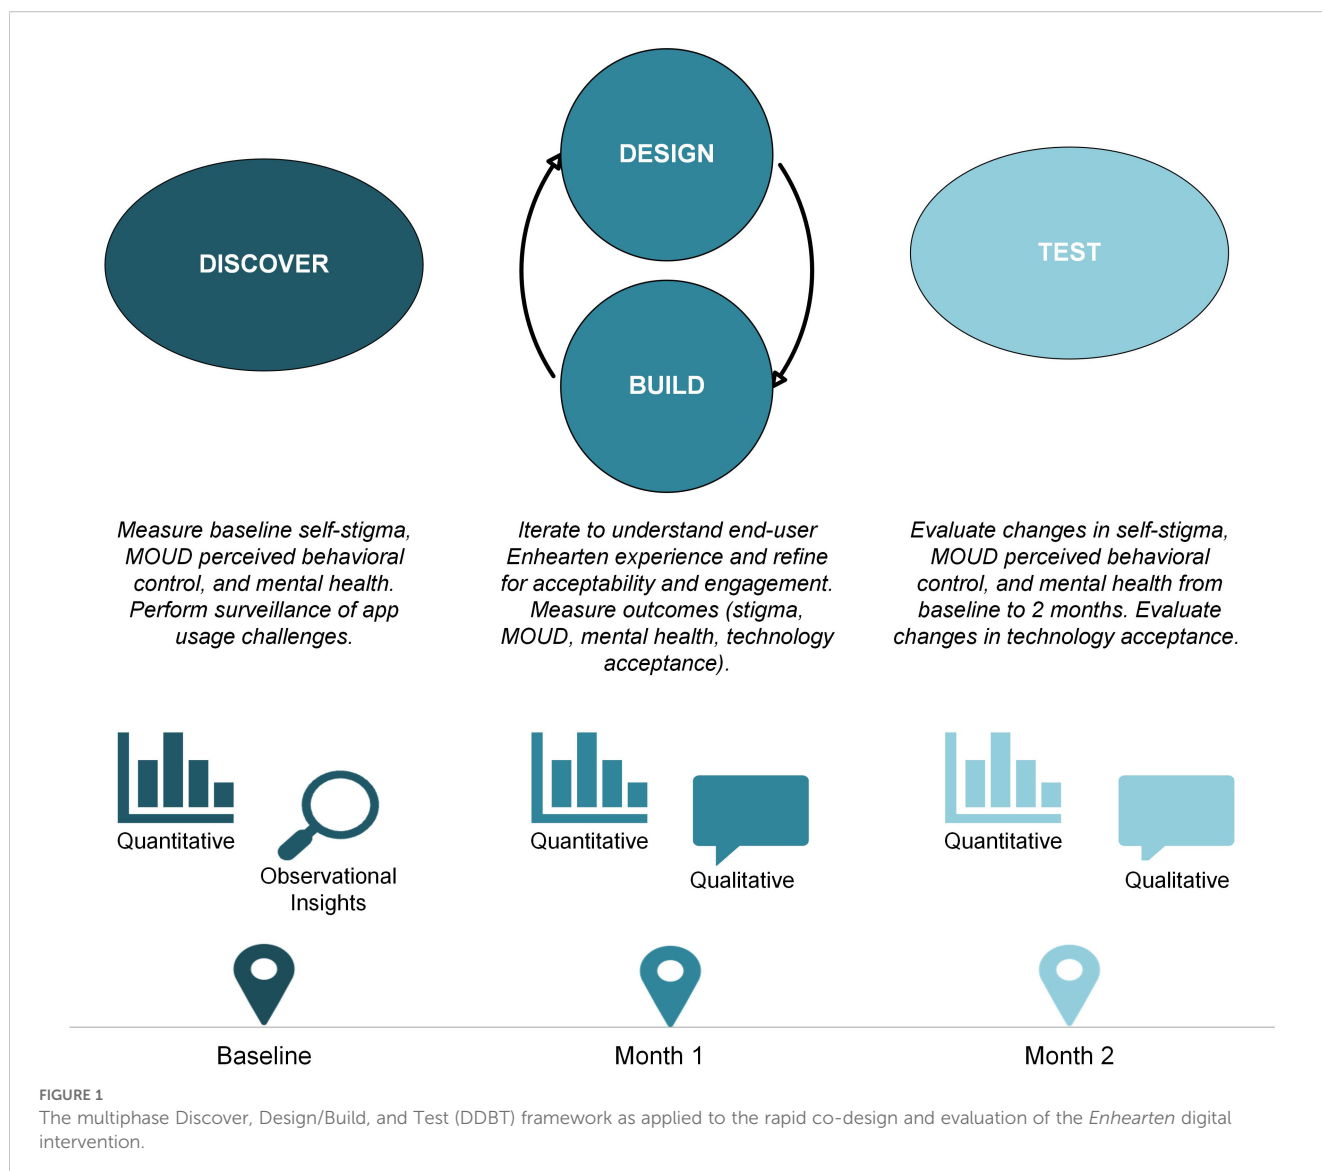 DISCOVER
DESIGN
BUILD
TEST
Measure baseline self-stigma,
MOUD perceived behavioral
control, and mental health.
Perform surveillance of app
usage challenges.
Iterate to understand end-user
Enhearten experience and refine
for acceptability and engagement.
Measure outcomes (stigma,
MOUD, mental health, technology
acceptance).
Evaluate changes in self-stigma,
MOUD perceived behavioral
control, and mental health from
baseline to 2 months. Evaluate
changes in technology acceptance.
Quantitative
Observational
Insights
Quantitative
Qualitative
Quantitative
Qualitative
Baseline
Month 1
Month 2
FIGURE 1
The multiphase Discover, Design/Build, and Test (DDBT) framework as applied to the rapid co-design and evaluation of the Enhearten digital
intervention.